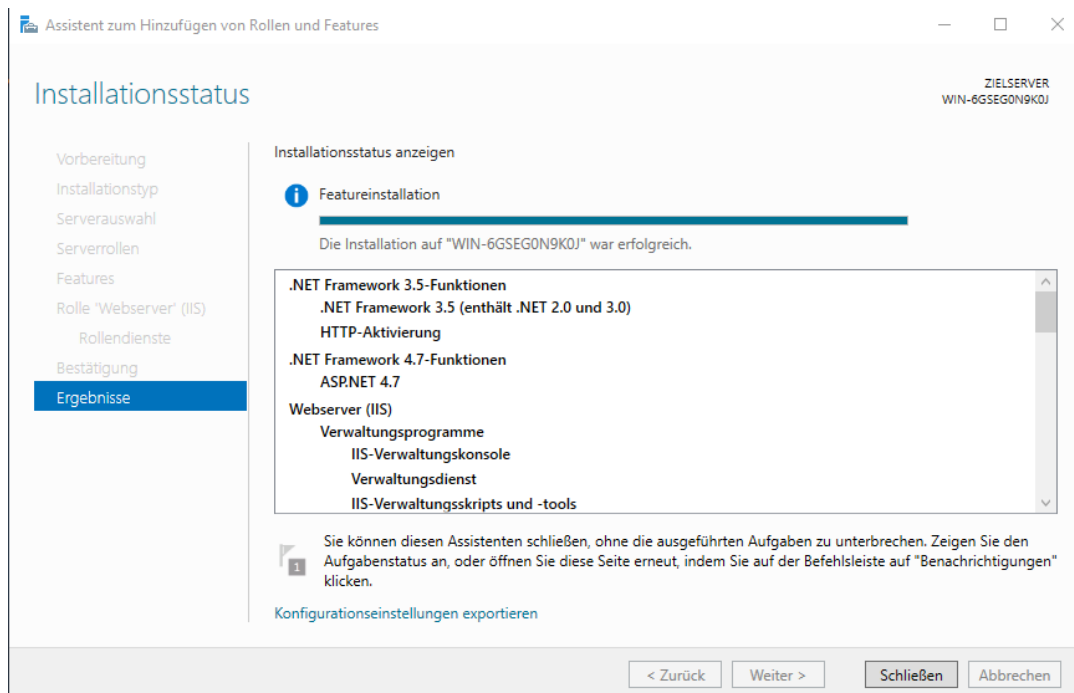 Assistent zum Hinzufügen von Rollen und Features
Installationsstatus
ZIELSERVER
WIN-6GSEG0N9K0J
Vorbereitung
Installationstyp
Serverauswahl
Serverrollen
Features
Rolle "Webserver" (IIS)
Rollendienste
Bestätigung
Ergebnisse
Installationsstatus anzeigen
Featureinstallation
Die Installation auf "WIN-6GSEG0N9K0J" war erfolgreich.
.NET Framework 3.5-Funktionen
.NET Framework 3.5 (enthält .NET 2.0 und 3.0)
HTTP-Aktivierung
.NET Framework 4.7-Funktionen
ASP.NET 4.7
Webserver (IIS)
Verwaltungsprogramme
IIS-Verwaltungskonsole
Verwaltungsdienst
IIS-Verwaltungsskripts und -tools
1
Sie können diesen Assistenten schließen, ohne die ausgeführten Aufgaben zu unterbrechen. Zeigen Sie den
Aufgabenstatus an, oder öffnen Sie diese Seite erneut, indem Sie auf der Befehlsleiste auf "Benachrichtigungen"
klicken.
Konfigurationseinstellungen exportieren
< Zurück
Weiter >
Schließen
Abbrechen